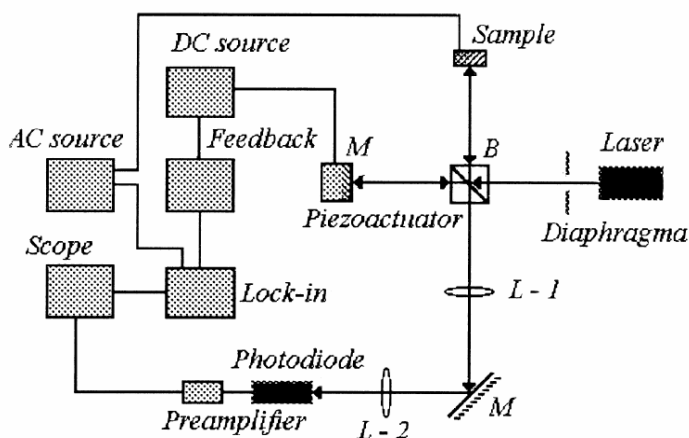 DC source
Sample
AC source
Feedback
M
B
Laser
Piezoactuator
Diaphragma
Scope
Lock-in
L - 1
Photodiode
Preamplifier
L - 2
M